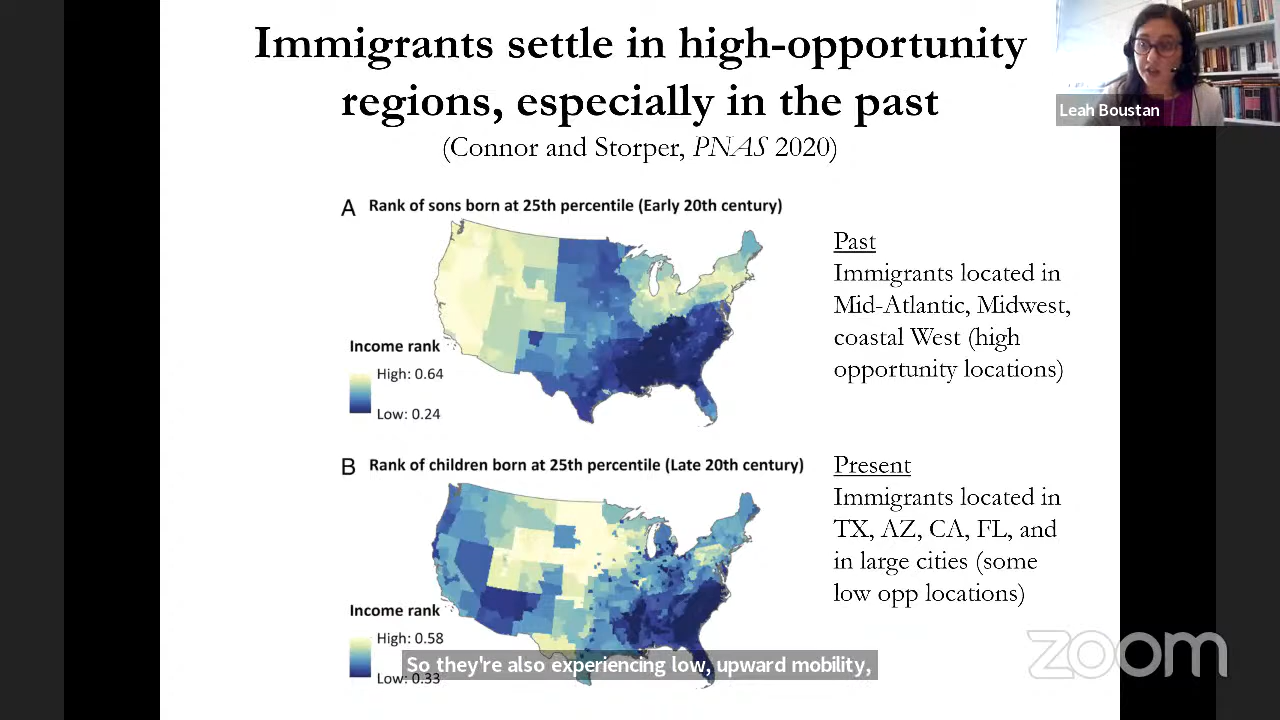 Immigrants settle in high-opportunity
regions, especially in the past
(Connor and Storper, PNAS 2020)
Leah Boustan
A Rank of sons born at 25th percentile (Early 20th century)
Income rank
High: 0.64
Low: 0.24
Past
Immigrants located in
Mid-Atlantic, Midwest,
coastal West (high
opportunity locations)
B Rank of children born at 25th percentile (Late 20th century)
Income rank
High: 0.58
Low: 0.33
Present
Immigrants located in
TX, AZ, CA, FL, and
in large cities (some
low opp locations)
So they're also experiencing low, upward mobility,
zoom